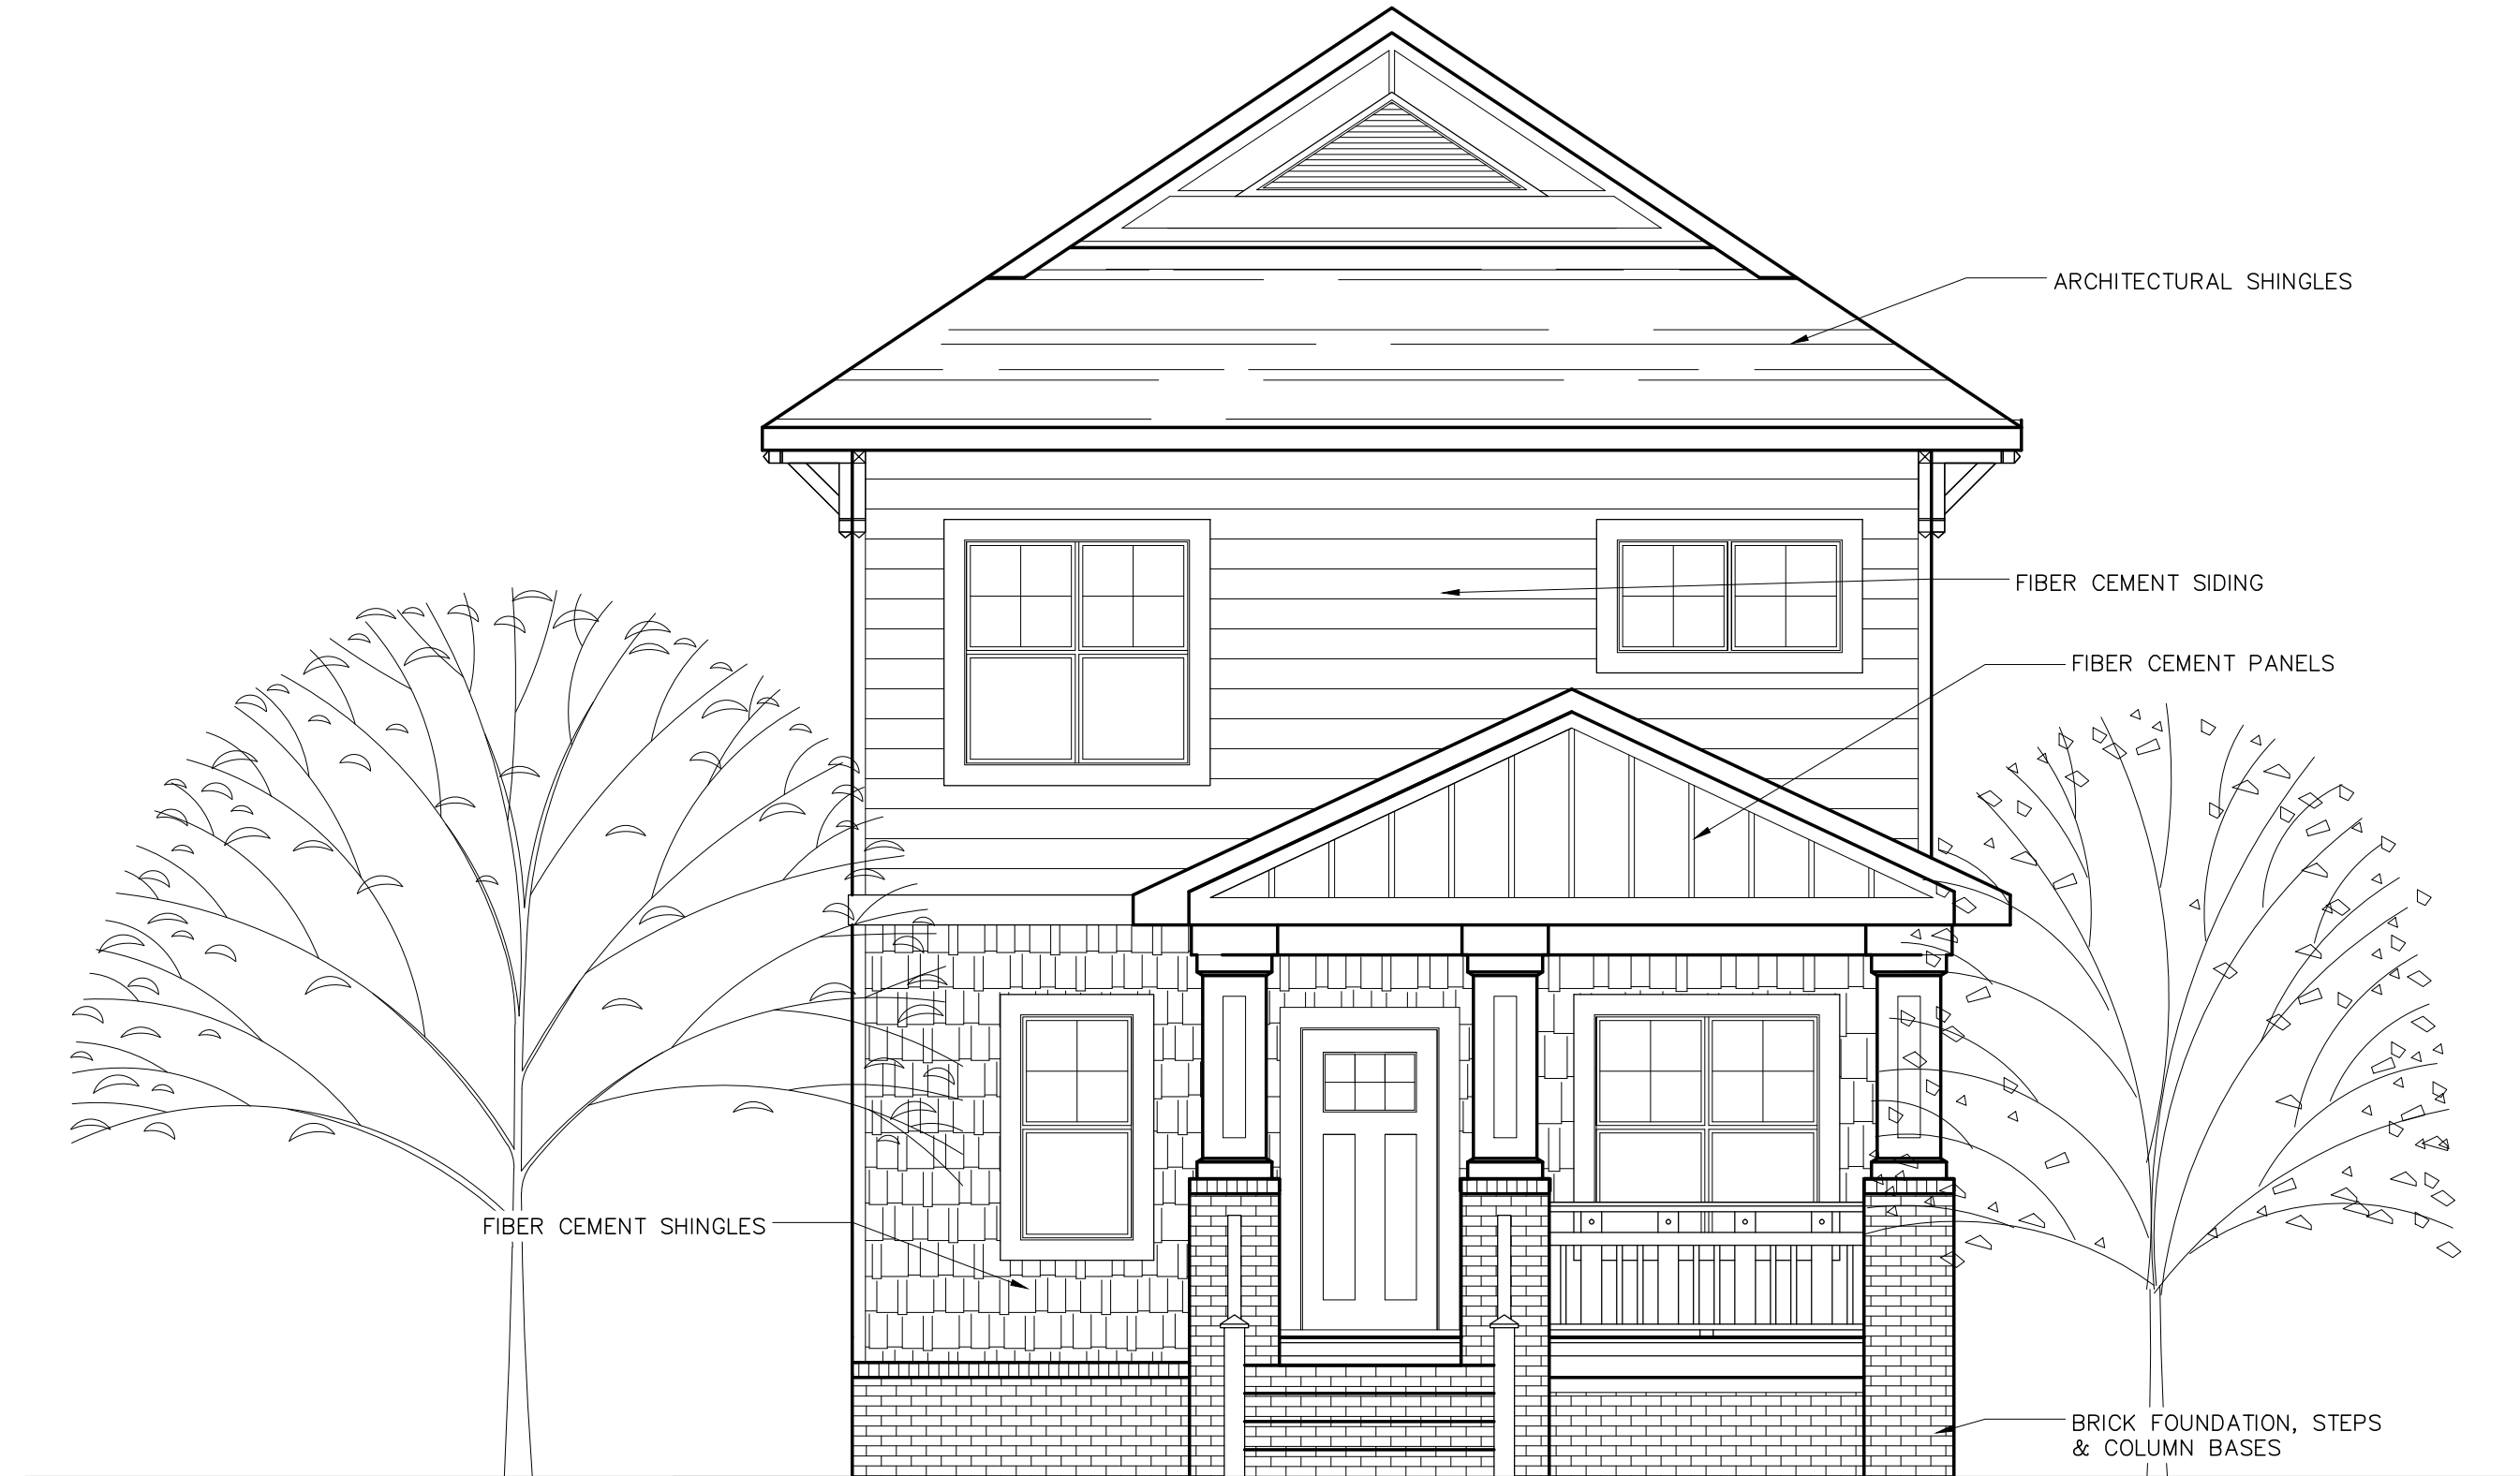 ARCHITECTURAL SHINGLES
FIBER CEMENT SIDING
FIBER CEMENT PANELS
FIBER CEMENT SHINGLES
BRICK FOUNDATION, STEPS
& COLUMN BASES